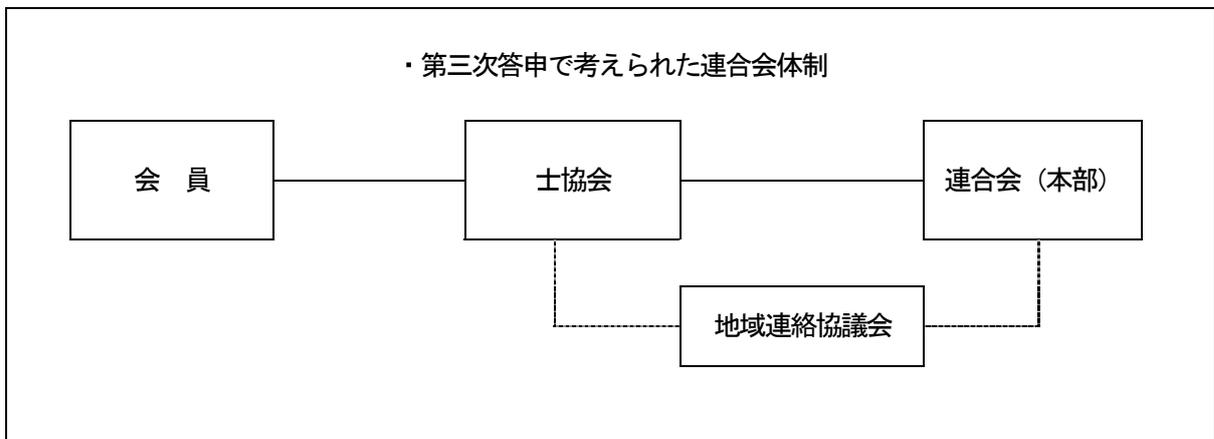 ・第三次答申で考えられた連合会体制
会　員
士協会
連合会（本部）
地域連絡協議会